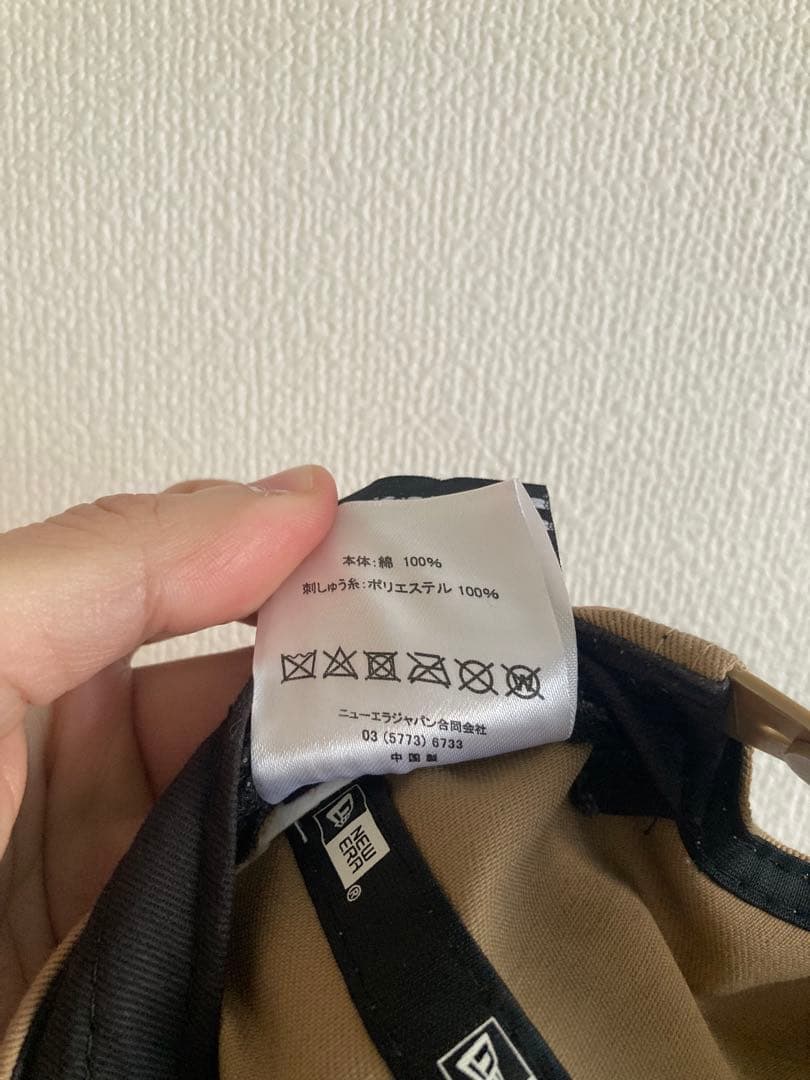 本体:綿 100%
刺しゅう糸:ポリエステル 100%
ニューエラジャパン合同会社
03 (5773) 6733
中国製
NEW
ERA
®